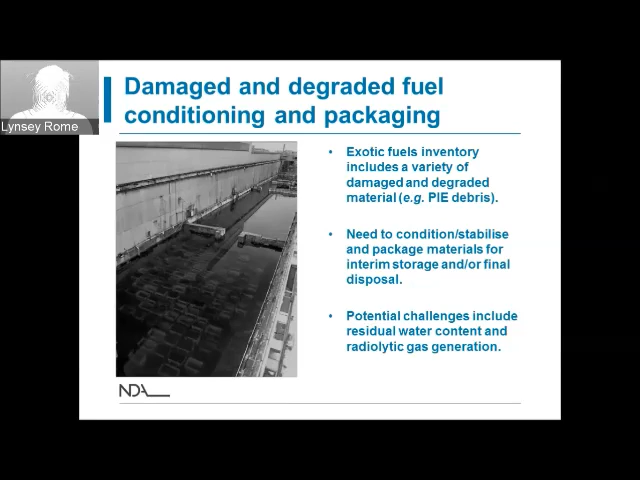 Lynsey Rome
Damaged and degraded fuel
conditioning and packaging
• Exotic fuels inventory
includes a variety of
damaged and degraded
material (e.g. PIE debris).
• Need to condition/stabilise
and package materials for
interim storage and/or final
disposal.
• Potential challenges include
residual water content and
radiolytic gas generation.
NDA